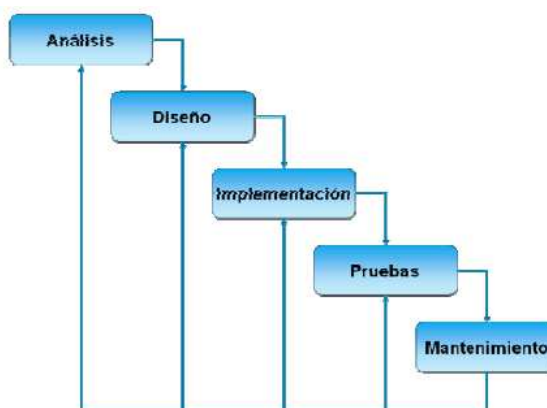 Análisis
Diseño
Implementación
Pruebas
Mantenimiento